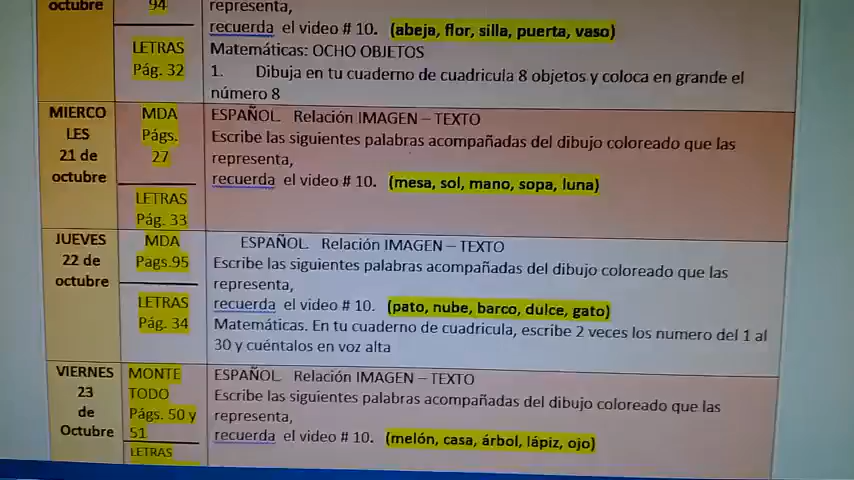 octubre
94
LETRAS
Pág. 32
representa,
recuerda el video # 10. (abeja, flor, silla, puerta, vaso)
Matemáticas: OCHO OBJETOS
1. Dibuja en tu cuaderno de cuadricula 8 objetos y coloca en grande el
número 8
MIERCO
LES
21 de
octubre
MDA
Págs.
27
LETRAS
Pág. 33
ESPAÑOL. Relación IMAGEN – TEXTO
Escribe las siguientes palabras acompañadas del dibujo coloreado que las
representa,
recuerda el video # 10. (mesa, sol, mano, sopa, luna)
JUEVES
22 de
octubre
MDA
Pags.95
LETRAS
Pág. 34
ESPAÑOL. Relación IMAGEN – TEXTO
Escribe las siguientes palabras acompañadas del dibujo coloreado que las
representa,
recuerda el video # 10. (pato, nube, barco, dulce, gato)
Matemáticas. En tu cuaderno de cuadricula, escribe 2 veces los numero del 1 al
30 y cuéntalos en voz alta
VIERNES
23
de
Octubre
MONTE
TODO
Págs. 50 y
51
LETRAS
ESPAÑOL. Relación IMAGEN – TEXTO
Escribe las siguientes palabras acompañadas del dibujo coloreado que las
representa,
recuerda el video # 10. (melón, casa, árbol, lápiz, ojo)